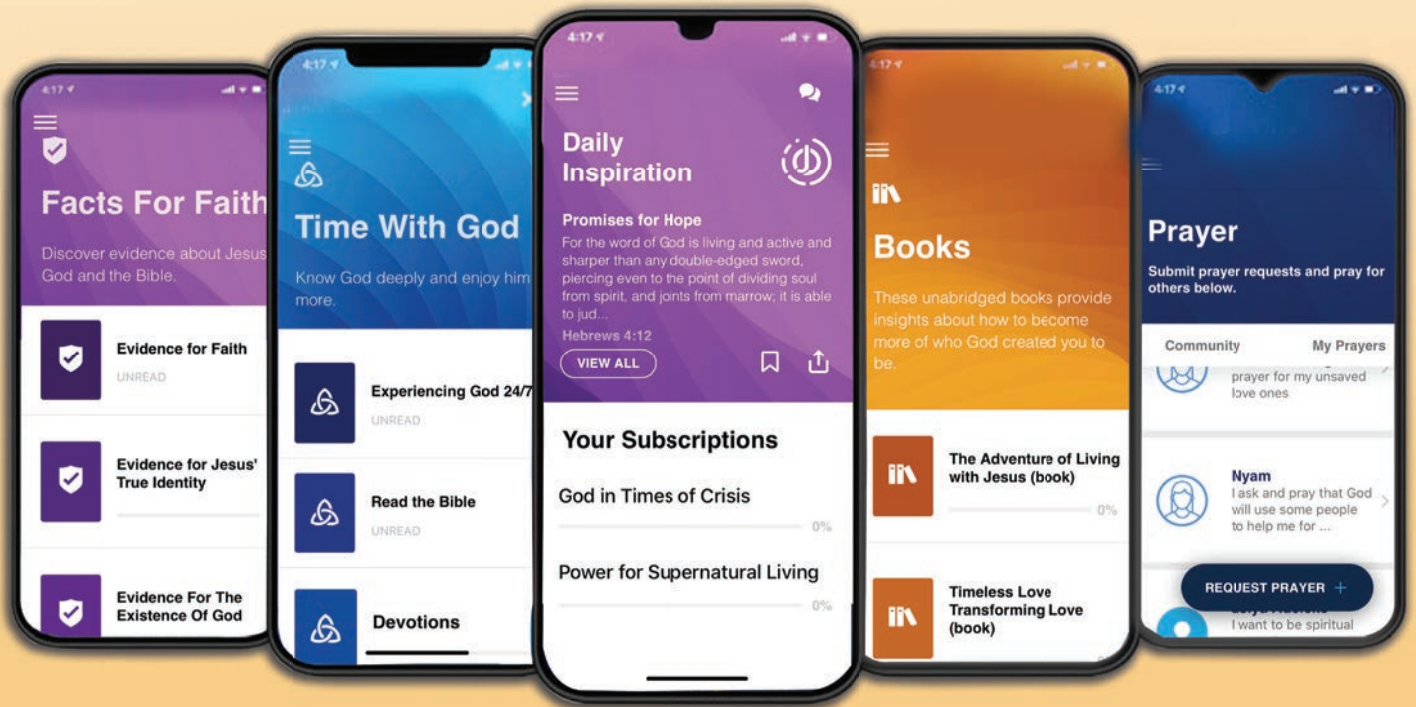 4:17
Facts For Faith
Discover evidence about Jesus
God and the Bible.
Evidence for Faith
UNREAD
Evidence for Jesus'
True Identity
Evidence For The
Existence Of God
4:17
Time With God
Know God deeply and enjoy him
more.
Experiencing God 24/7
UNREAD
Read the Bible
UNREAD
Devotions
4:17
Daily
Inspiration
Promises for Hope
For the word of God is living and active and
sharper than any double-edged sword,
piercing even to the point of dividing soul
from spirit, and joints from marrow; it is able
to jud...
Hebrews 4:12
VIEW ALL
Your Subscriptions
God in Times of Crisis
0%
Power for Supernatural Living
0%
4:17
Books
These unabridged books provide
insights about how to become
more of who God created you to
be.
The Adventure of Living
with Jesus (book)
0%
Timeless Love
Transforming Love
(book)
4:17
Prayer
Submit prayer requests and pray for
others below.
Community My Prayers
prayer for my unsaved
love ones
Nyam
I ask and pray that God
will use some people
to help me for ...
REQUEST PRAYER +
I want to be spiritual